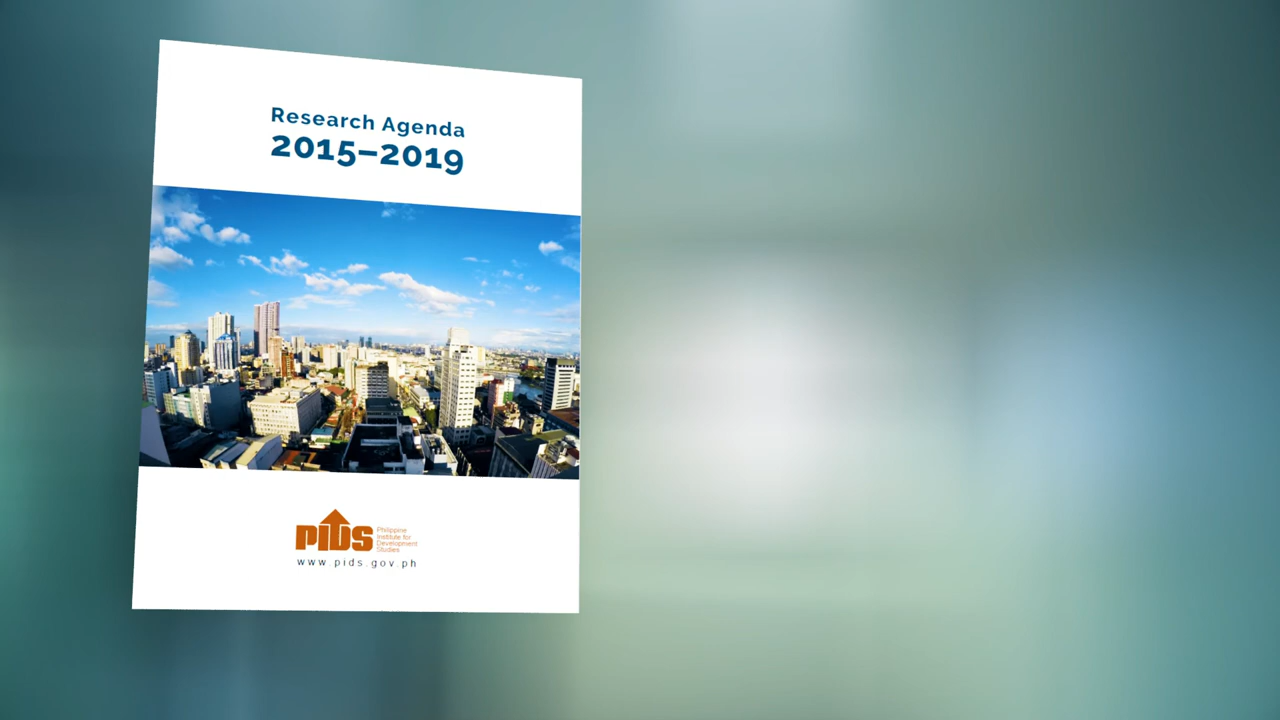 Research Agenda
2015–2019
PIDS
Philippine
Institute for
Development
Studies
www.pids.gov.ph